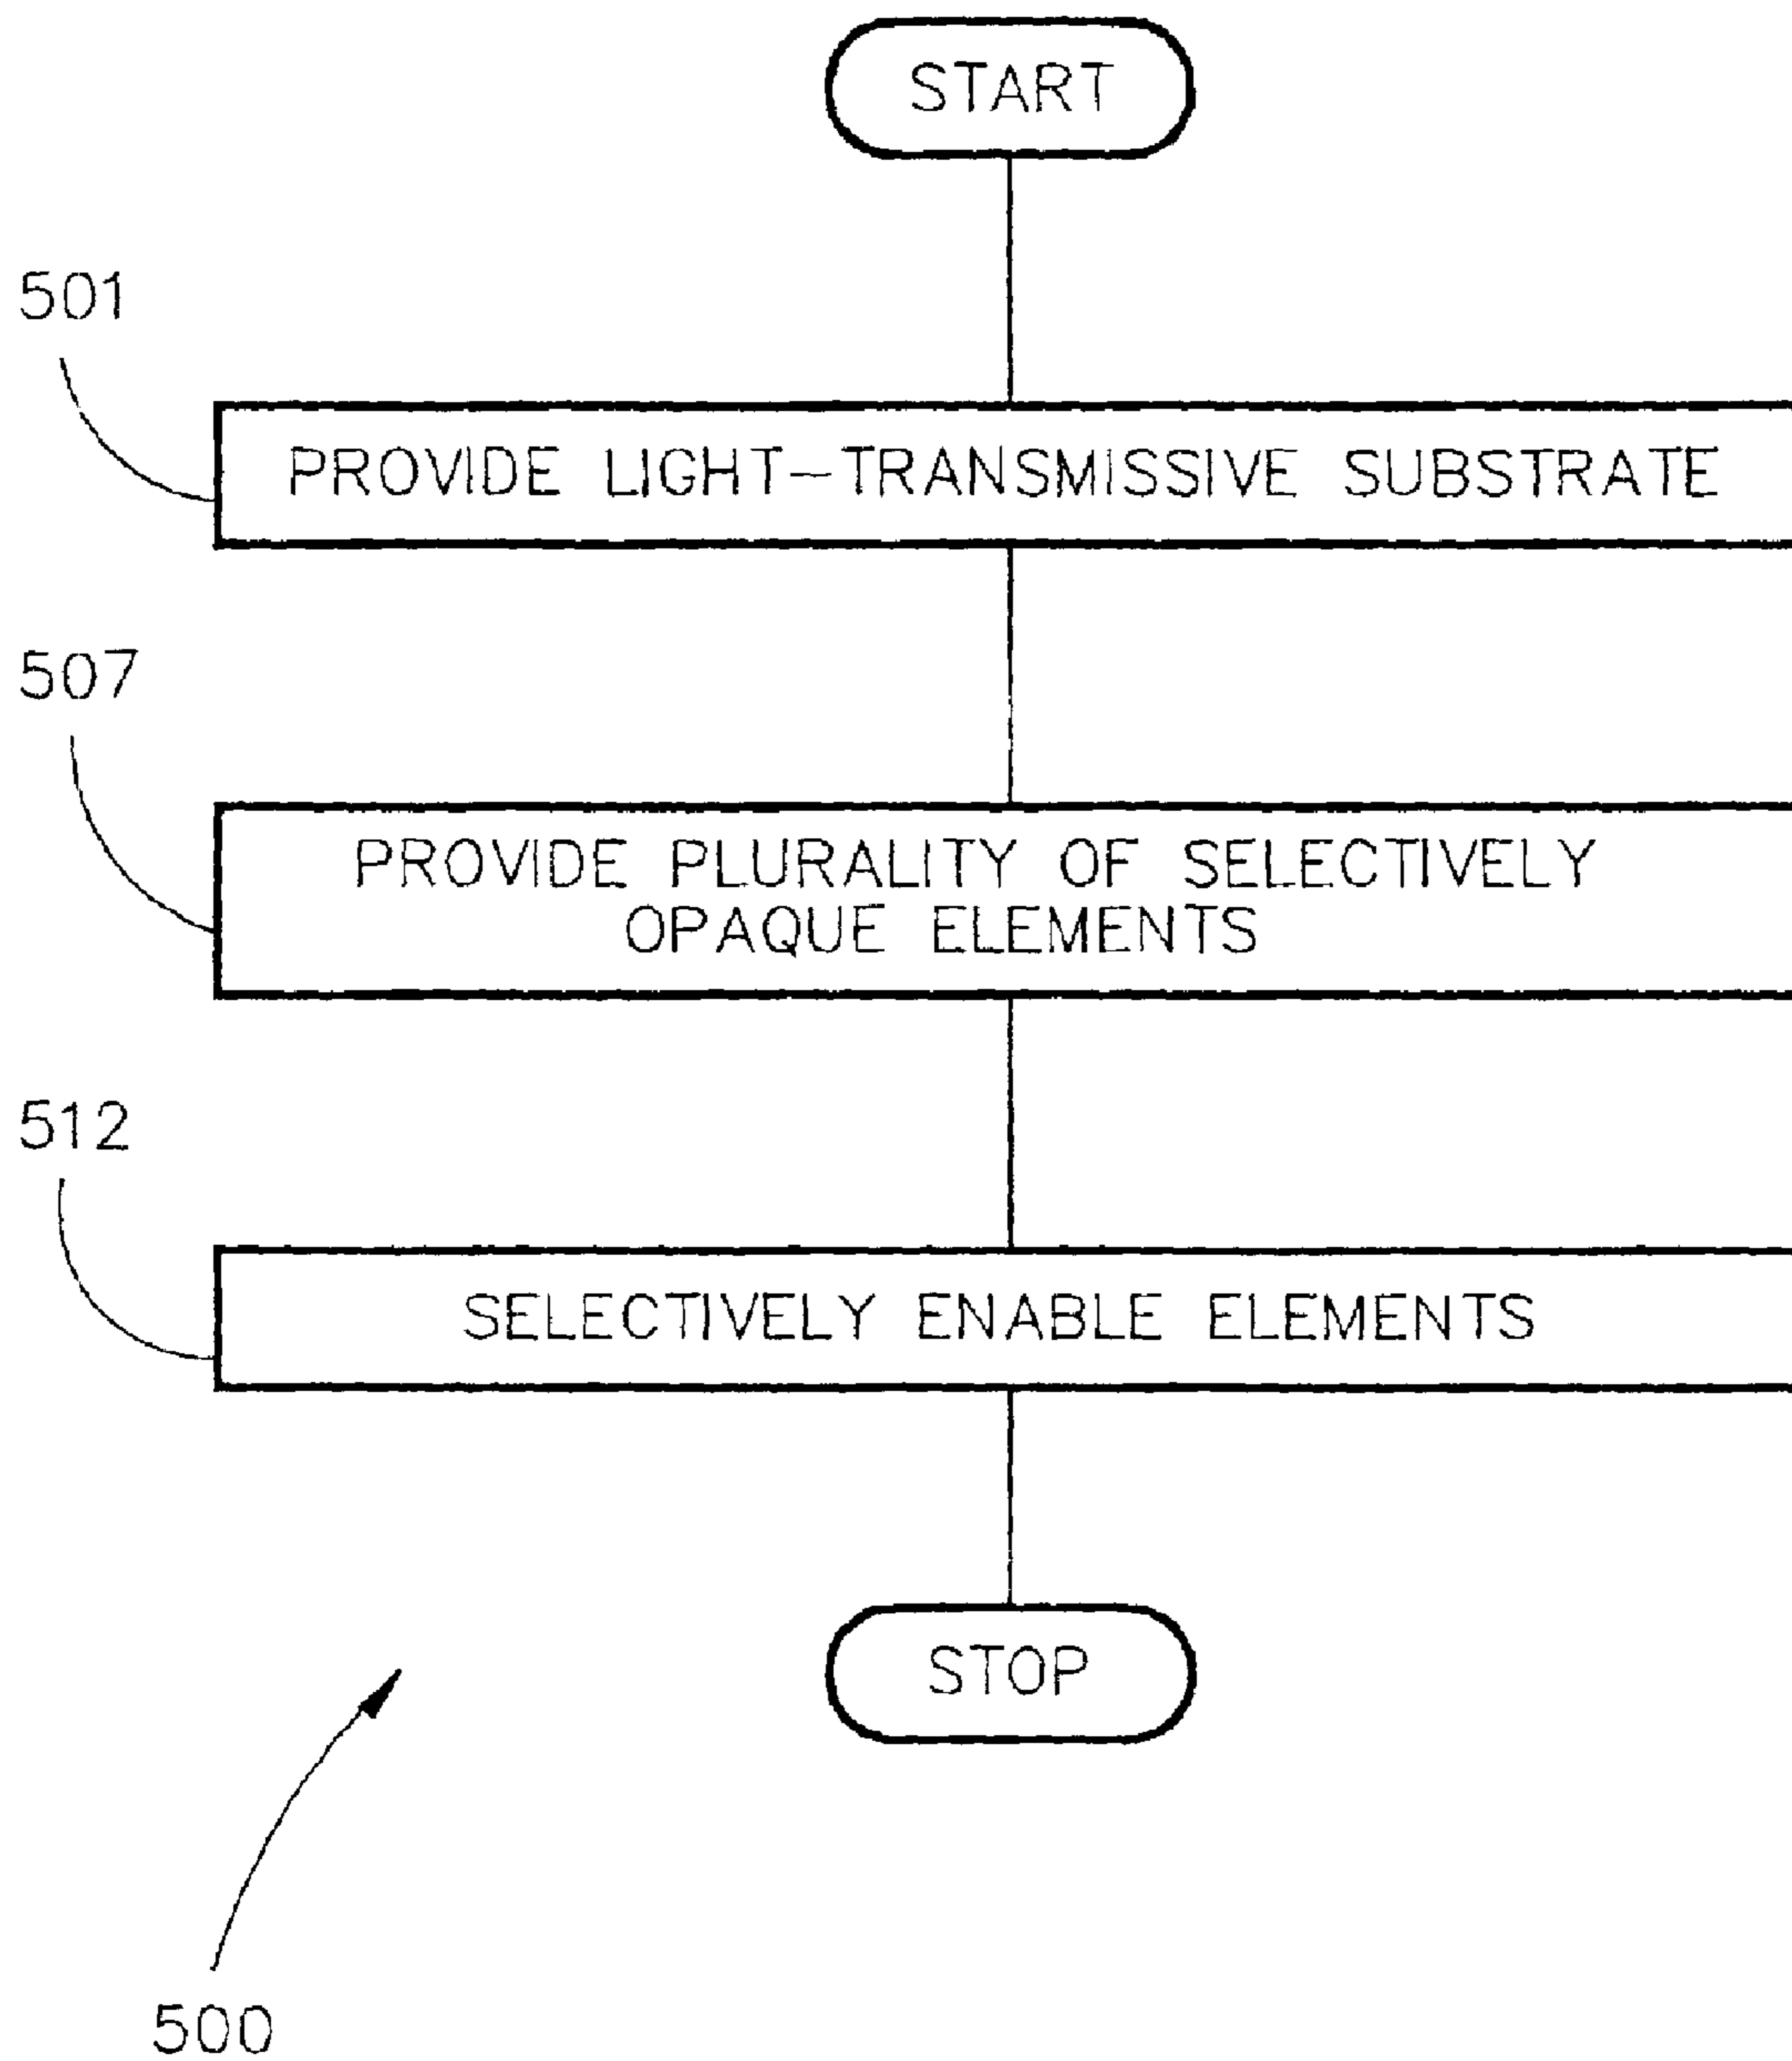 START
501
PROVIDE LIGHT-TRANSMISSIVE SUBSTRATE
507
PROVIDE PLURALITY OF SELECTIVELY
OPAQUE ELEMENTS
512
SELECTIVELY ENABLE ELEMENTS
STOP
500